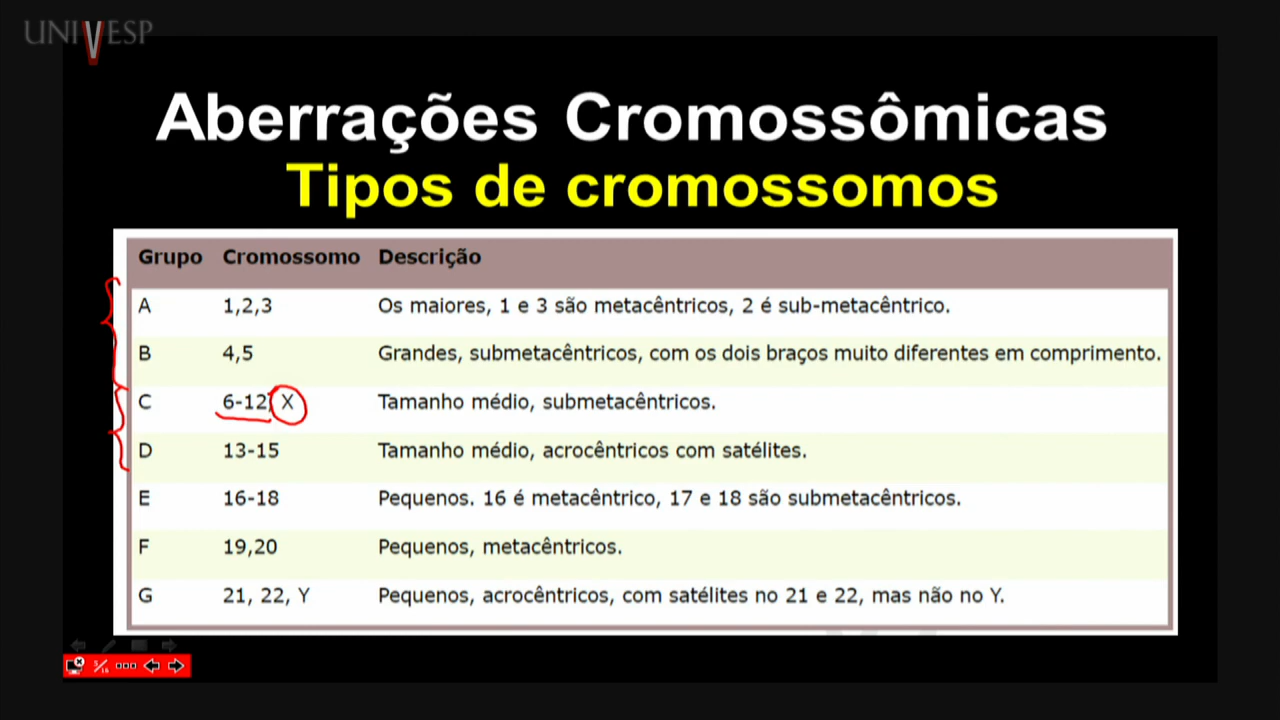 UNIVESP
Aberrações Cromossômicas
Tipos de cromossomos
Grupo Cromossomo Descrição
A 1,2,3 Os maiores, 1 e 3 são metacêntricos, 2 é sub-metacêntrico.
B 4,5 Grandes, submetacêntricos, com os dois braços muito diferentes em comprimento.
C 6-12, X Tamanho médio, submetacêntricos.
D 13-15 Tamanho médio, acrocêntricos com satélites.
E 16-18 Pequenos. 16 é metacêntrico, 17 e 18 são submetacêntricos.
F 19,20 Pequenos, metacêntricos.
G 21, 22, Y Pequenos, acrocêntricos, com satélites no 21 e 22, mas não no Y.
3/16